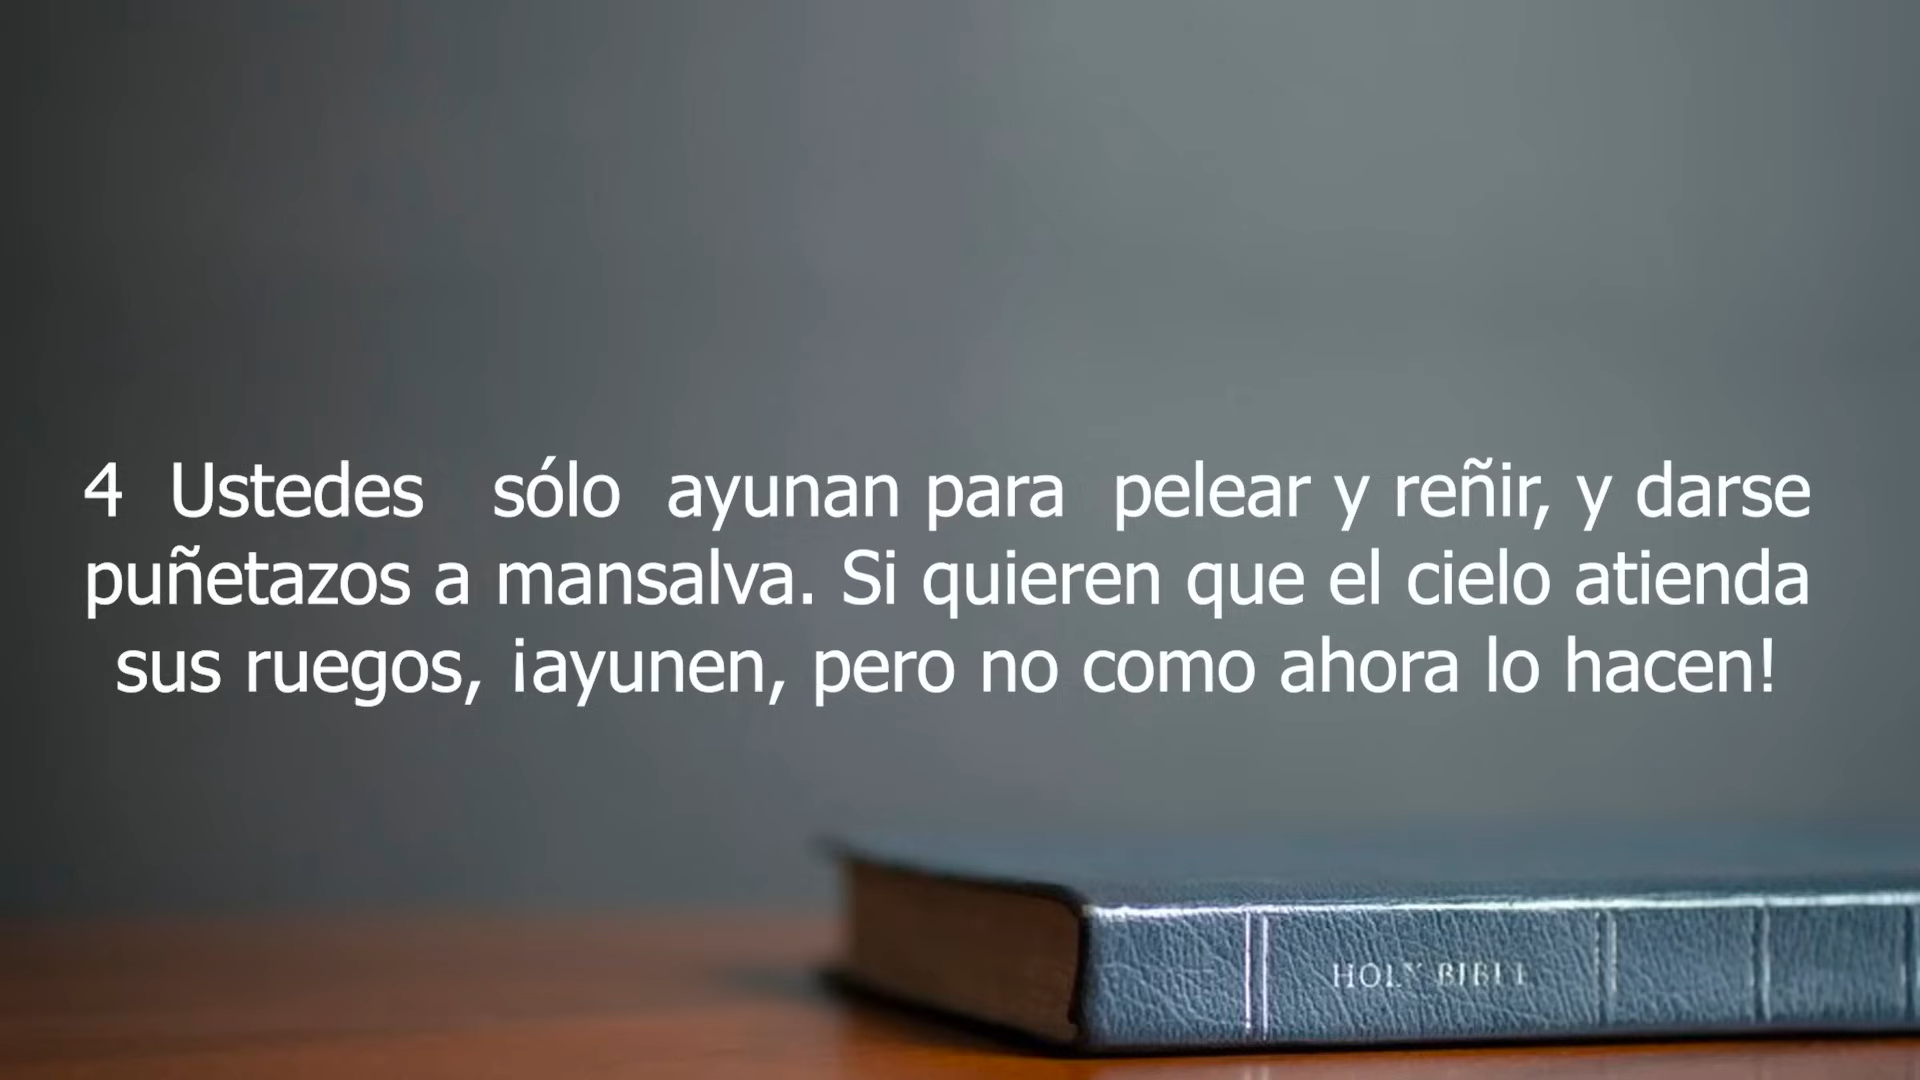 4 Ustedes sólo ayunan para pelear y reñir, y darse
puñetazos a mansalva. Si quieren que el cielo atienda
sus ruegos, ¡ayunen, pero no como ahora lo hacen!
HOLY BIBLE